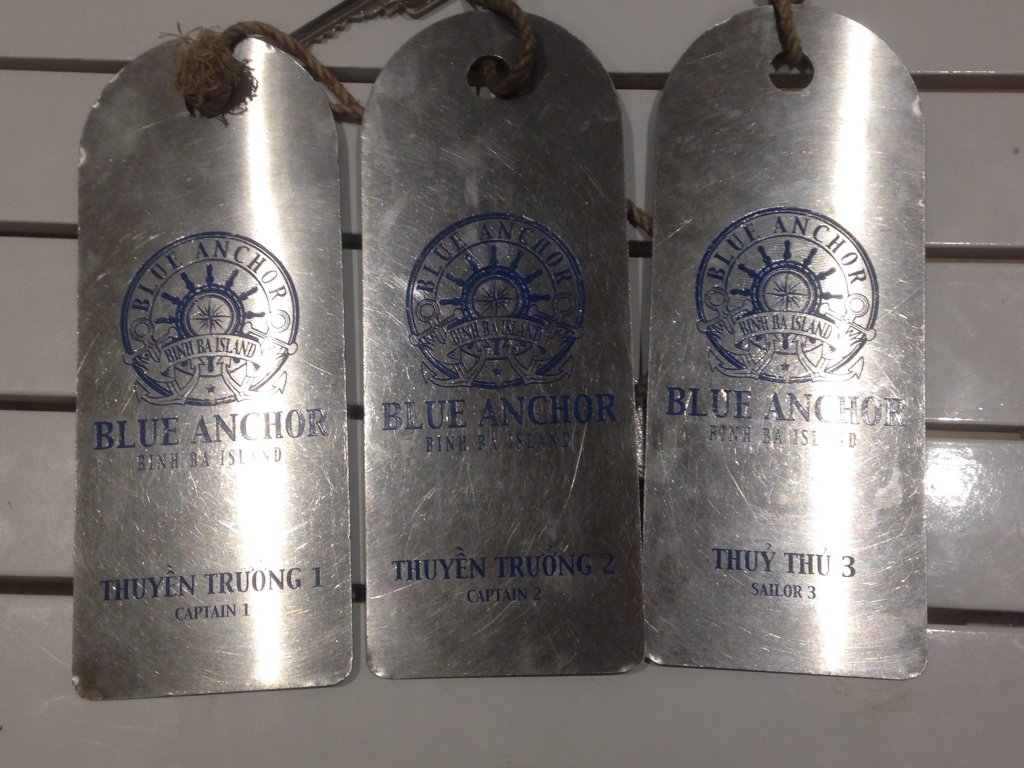 BLUE ANCHOR
BINH BA ISLAND
BLUE ANCHOR
BINH BA ISLAND
THUYỀN TRƯỞNG 1
CAPTAIN 1
BLUE ANCHOR
BINH BA ISLAND
BLUE ANCHOR
BINH BA ISLAND
THUYỀN TRƯỞNG 2
CAPTAIN 2
BLUE ANCHOR
BINH BA ISLAND
BLUE ANCHOR
BINH BA ISLAND
THUỶ THỦ 3
SAILOR 3